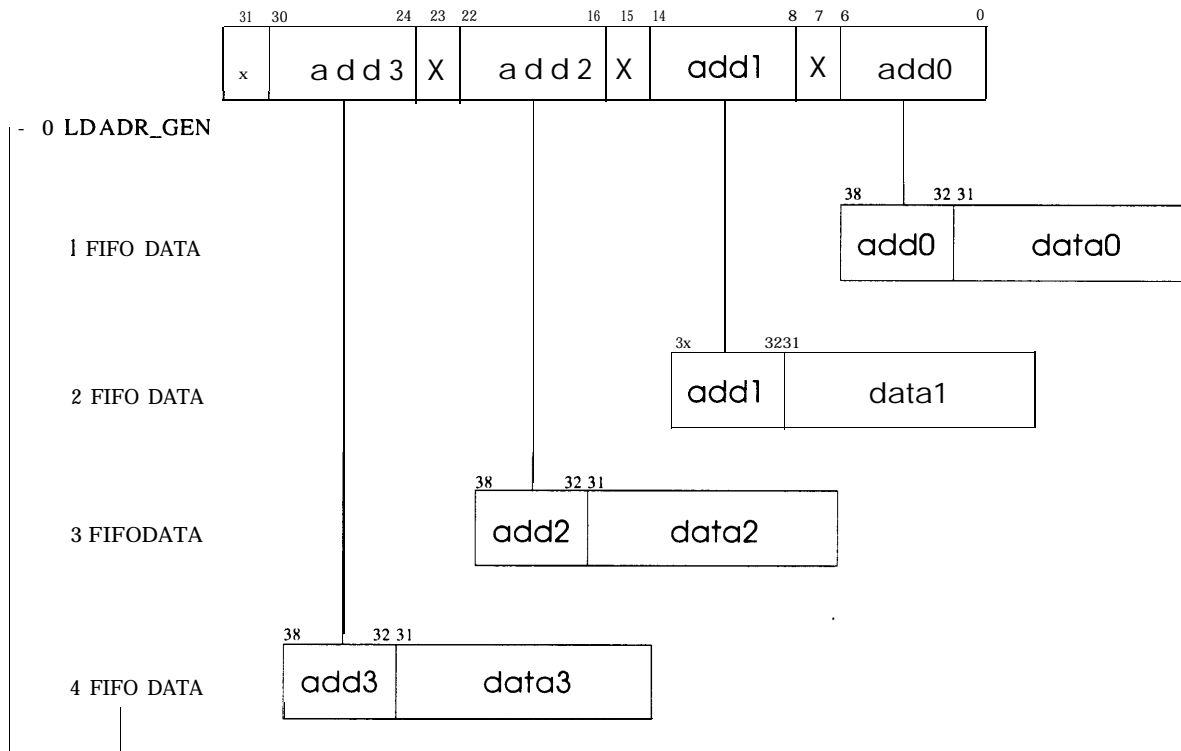 31 30 24 23 22 16 15 14 8 7 6 0
x add3 X add2 X add1 X add0
- 0 LDADR_GEN
38 32 31
1 FIFO DATA add0 data0
3x 3231
2 FIFO DATA add1 data1
38 32 31
3 FIFODATA add2 data2
38 32 31
4 FIFO DATA add3 data3